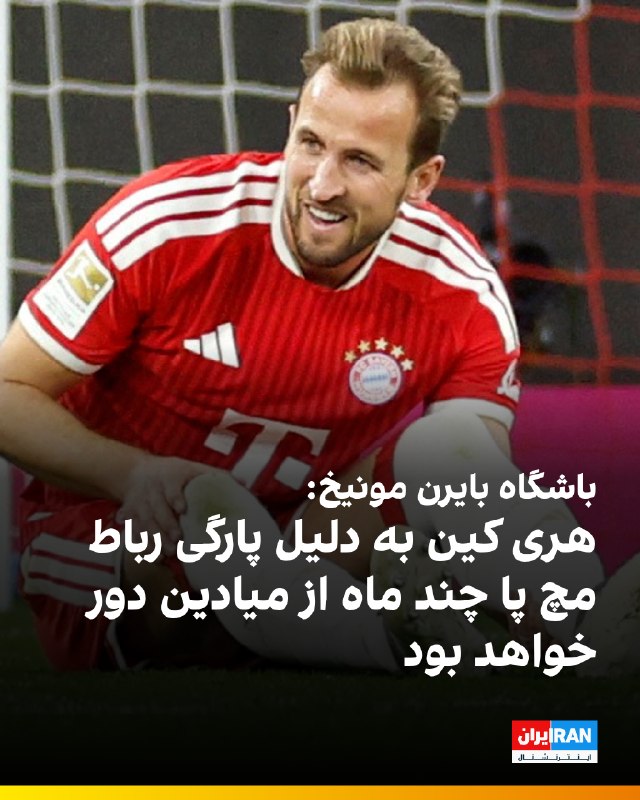 باشگاه بایرن مونیخ:
هری کین به دلیل پارگی رباط
مچ پا چند ماه از میادین دور
خواهد بود
ایران IRAN
اینترنشنال
T